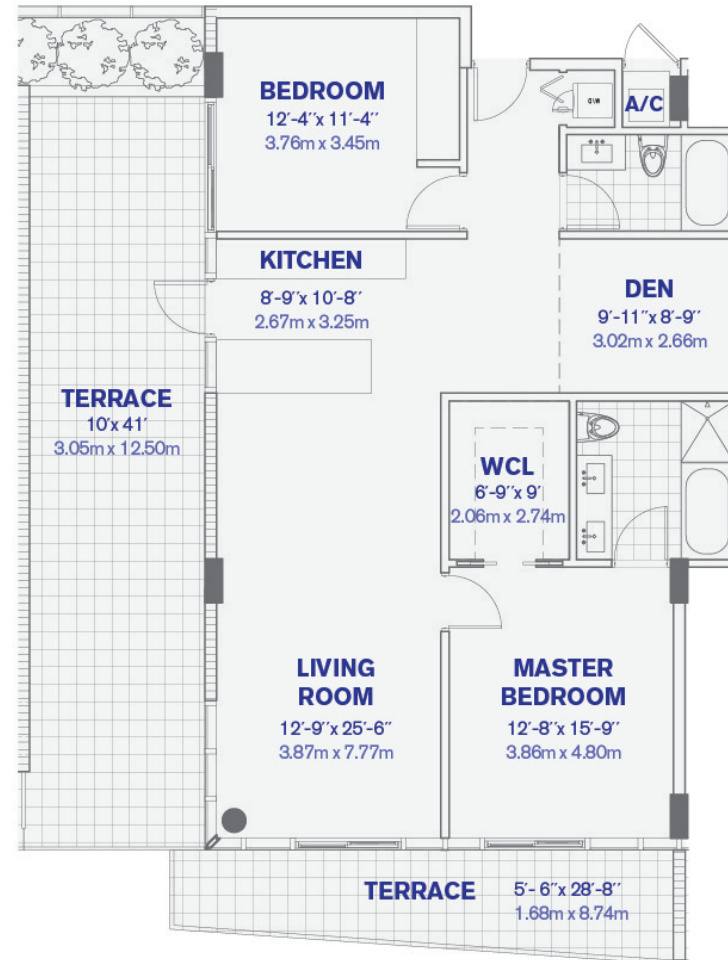 BEDROOM
12'-4"x 11'-4"
3.76m x 3.45m
W/D
A/C
KITCHEN
8'-9"x 10'-8"
2.67m x 3.25m
DEN
9'-11"x 8'-9"
3.02m x 2.66m
TERRACE
10'x 41'
3.05m x 12.50m
WCL
6'-9"x 9'
2.06m x 2.74m
LIVING
ROOM
12'-9"x 25'-6"
3.87m x 7.77m
MASTER
BEDROOM
12'-8"x 15'-9"
3.86m x 4.80m
TERRACE
5'- 6"x 28'-8"
1.68m x 8.74m